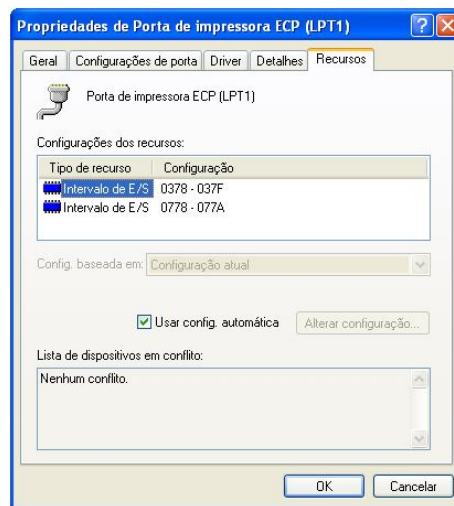 Propriedades de Porta de impressora ECP (LPT1)
Geral Configurações de porta Driver Detalhes Recursos
Porta de impressora ECP (LPT1)
Configurações dos recursos:
Tipo de recurso Configuração
Intervalo de E/S 0378 - 037F
Intervalo de E/S 0778 - 077A
Config. baseada em: Configuração atual
Usar config. automática Alterar configuração...
Lista de dispositivos em conflito:
Nenhum conflito.
OK Cancelar